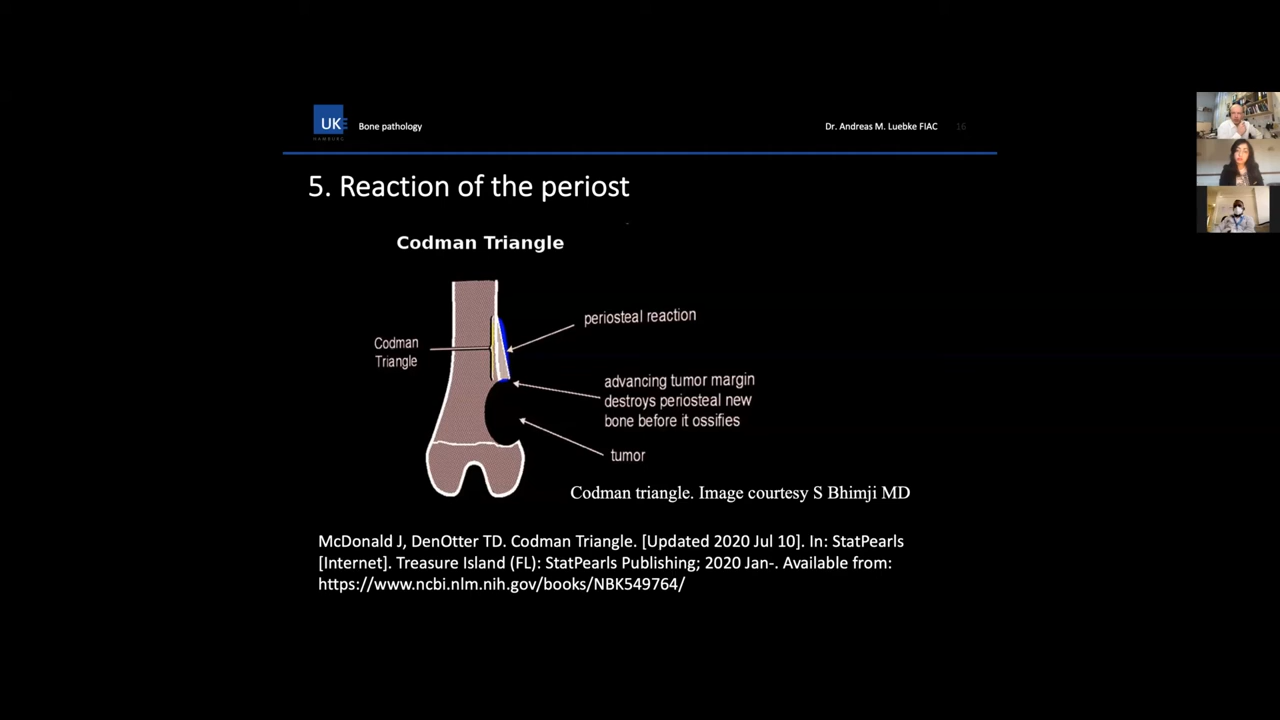 UKE
HAMBURG
Bone pathology
Dr. Andreas M. Luebke FIAC 16
5. Reaction of the periost
Codman Triangle
periosteal reaction
Codman
Triangle
advancing tumor margin
destroys periosteal new
bone before it ossifies
tumor
Codman triangle. Image courtesy S Bhimji MD
McDonald J, DenOtter TD. Codman Triangle. [Updated 2020 Jul 10]. In: StatPearls
[Internet]. Treasure Island (FL): StatPearls Publishing; 2020 Jan-. Available from:
https://www.ncbi.nlm.nih.gov/books/NBK549764/